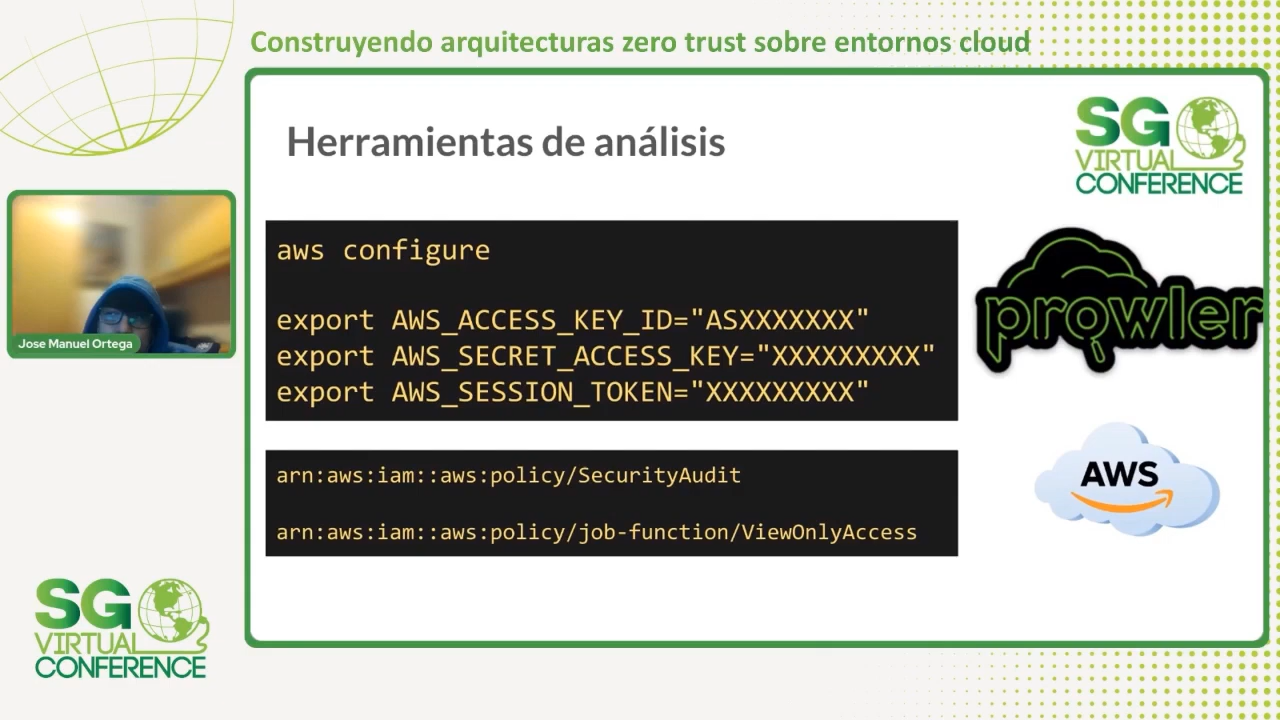 Construyendo arquitecturas zero trust sobre entornos cloud
Herramientas de análisis
SG
VIRTUAL
CONFERENCE
aws configure
export AWS_ACCESS_KEY_ID="ASXXXXXXX"
export AWS_SECRET_ACCESS_KEY="XXXXXXXXX"
export AWS_SESSION_TOKEN="XXXXXXXXX"
prowler
Jose Manuel Ortega
arn:aws:iam::aws:policy/SecurityAudit
arn:aws:iam::aws:policy/job-function/ViewOnlyAccess
AWS
SG
VIRTUAL
CONFERENCE